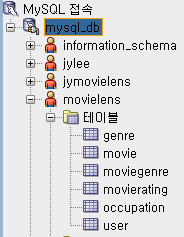 MySQL 접속
mysql_db
information_schema
jylee
jymovielens
movielens
테이블
genre
movie
moviegenre
movierating
occupation
user